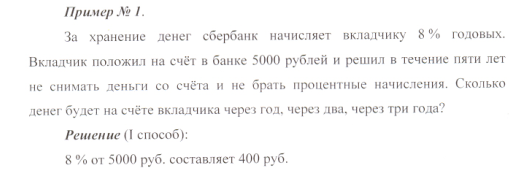 Пример № 1.
За хранение денег сбербанк начисляет вкладчику 8 % годовых.
Вкладчик положил на счёт в банке 5000 рублей и решил в течение пяти лет
не снимать деньги со счёта и не брать процентные начисления. Сколько
денег будет на счёте вкладчика через год, через два, через три года?
Решение (I способ):
8 % от 5000 руб. составляет 400 руб.